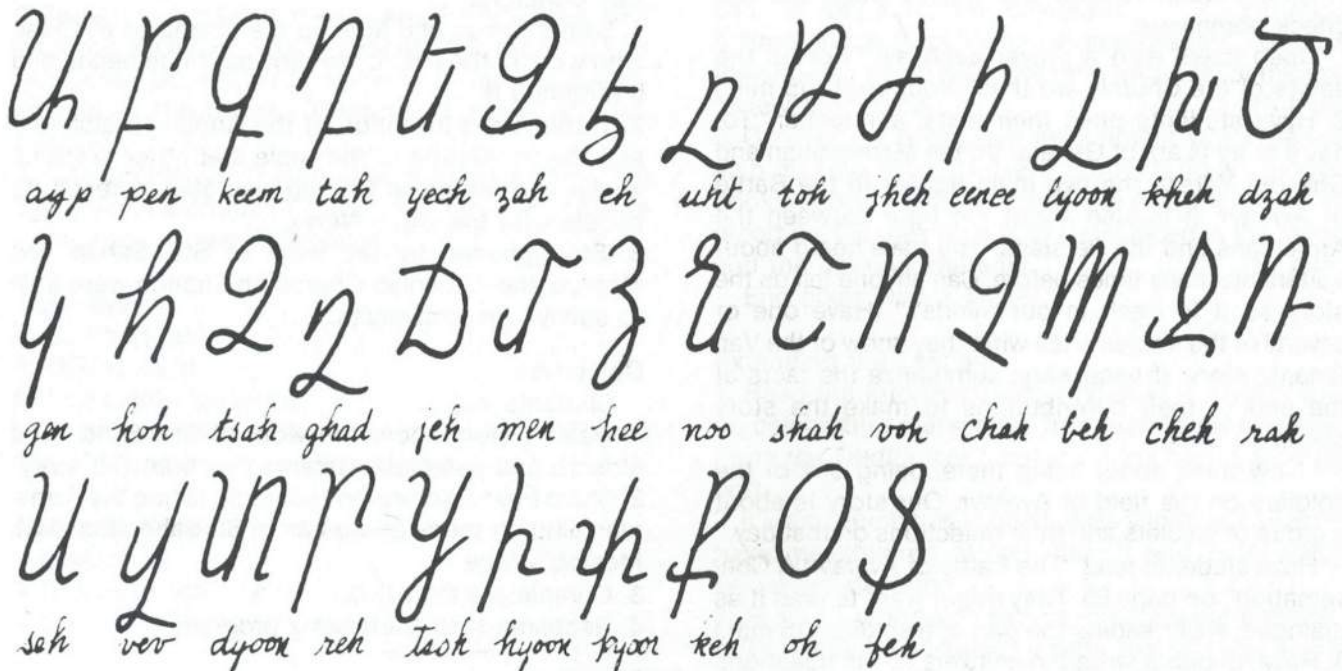 Ա Բ Գ Դ Ե Զ Է Ը Թ Ժ Ի Լ Խ Ծ
ayp pen keem tah yech zah eh uht toh jheh eenee lyoon kheh dzah
Կ Հ Ձ Ղ Ճ Մ Յ Ն Շ Ո Չ Պ Ջ Ռ
gen hoh tsah ghad jeh men hee noo shah voh chah beh cheh rah
Ս Վ Տ Ր Ց Ւ Փ Ք Օ Ֆ
seh vev dyoon reh tsoh hyoon pyoor keh oh feh